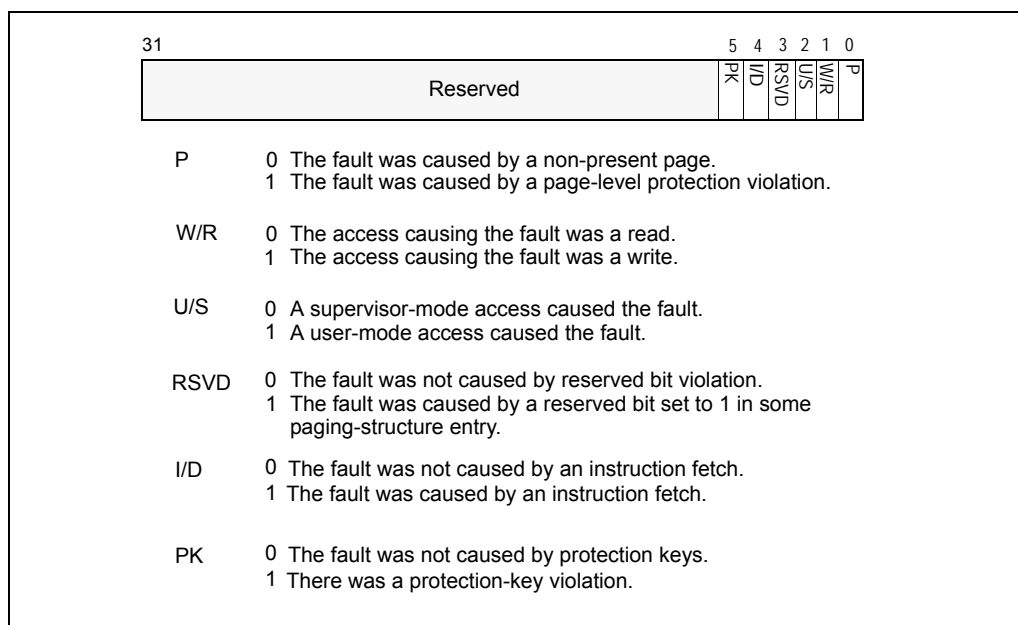 31 5 4 3 2 1 0
Reserved PK I/D RSVD U/S W/R P
P 0 The fault was caused by a non-present page.
1 The fault was caused by a page-level protection violation.
W/R 0 The access causing the fault was a read.
1 The access causing the fault was a write.
U/S 0 A supervisor-mode access caused the fault.
1 A user-mode access caused the fault.
RSVD 0 The fault was not caused by reserved bit violation.
1 The fault was caused by a reserved bit set to 1 in some
paging-structure entry.
I/D 0 The fault was not caused by an instruction fetch.
1 The fault was caused by an instruction fetch.
PK 0 The fault was not caused by protection keys.
1 There was a protection-key violation.